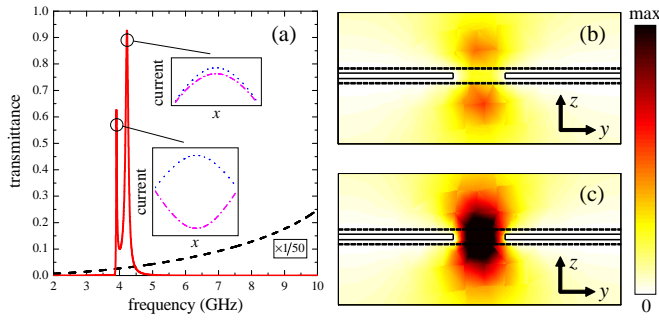 (a)
transmittance
1.0
0.9
0.8
0.7
0.6
0.5
0.4
0.3
0.2
0.1
0.0
2
3
4
5
6
7
8
9
10
frequency (GHz)
current
x
current
x
×1/50
(b)
z
y
(c)
z
y
max
0